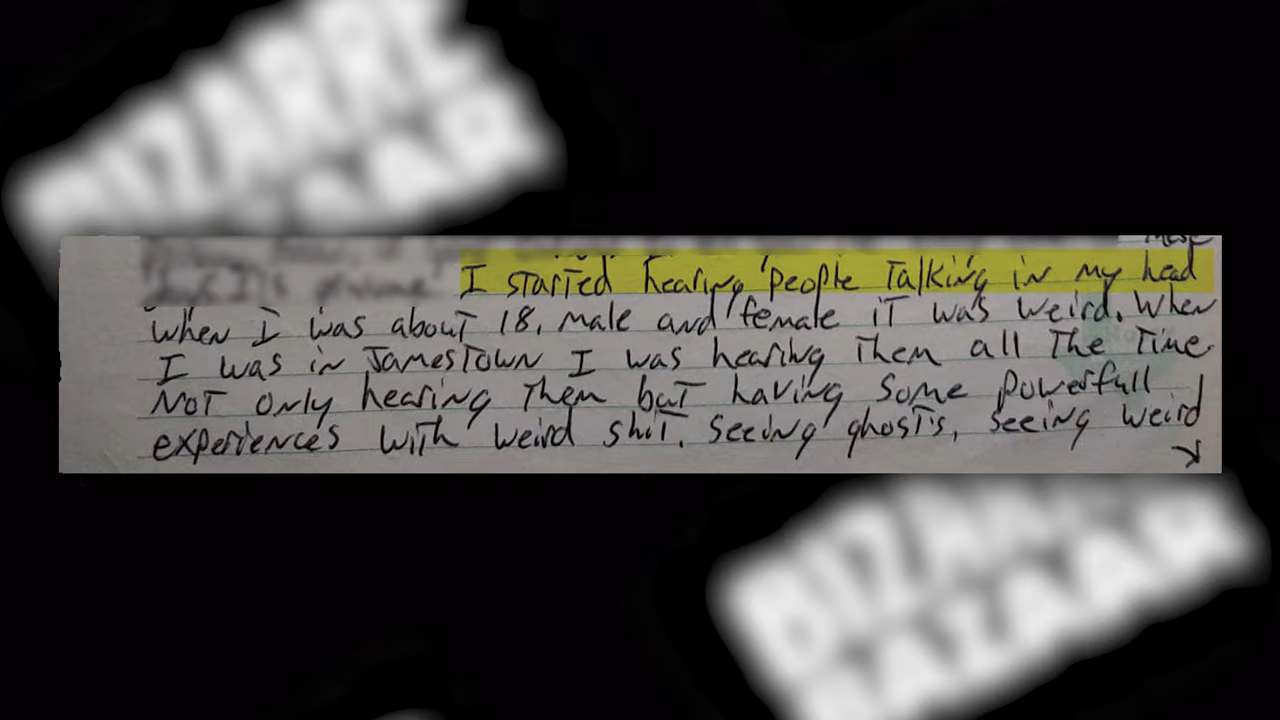 I started hearing people talking in my head
when I was about 18, male and female it was weird. When
I was in Jamestown I was hearing them all the time.
Not only hearing them but having some powerfull
experiences with weird shit. Seeing ghosts, seeing weird